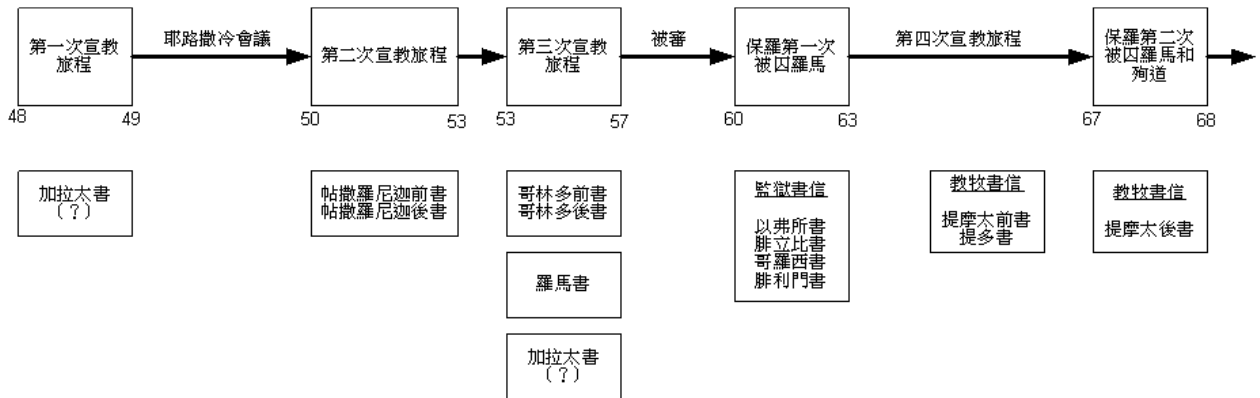 第一次宣教
旅程
耶路撒冷會議
第二次宣教旅程
第三次宣教
旅程
被審
保羅第一次
被囚羅馬
第四次宣教旅程
保羅第二次
被囚羅馬和
殉道
48
49
50
53
53
57
60
63
67
68
加拉太書
(？)
帖撒羅尼迦前書
帖撒羅尼迦後書
哥林多前書
哥林多後書
羅馬書
加拉太書
(？)
監獄書信
以弗所書
腓立比書
哥羅西書
腓利門書
教牧書信
提摩太前書
提多書
教牧書信
提摩太後書